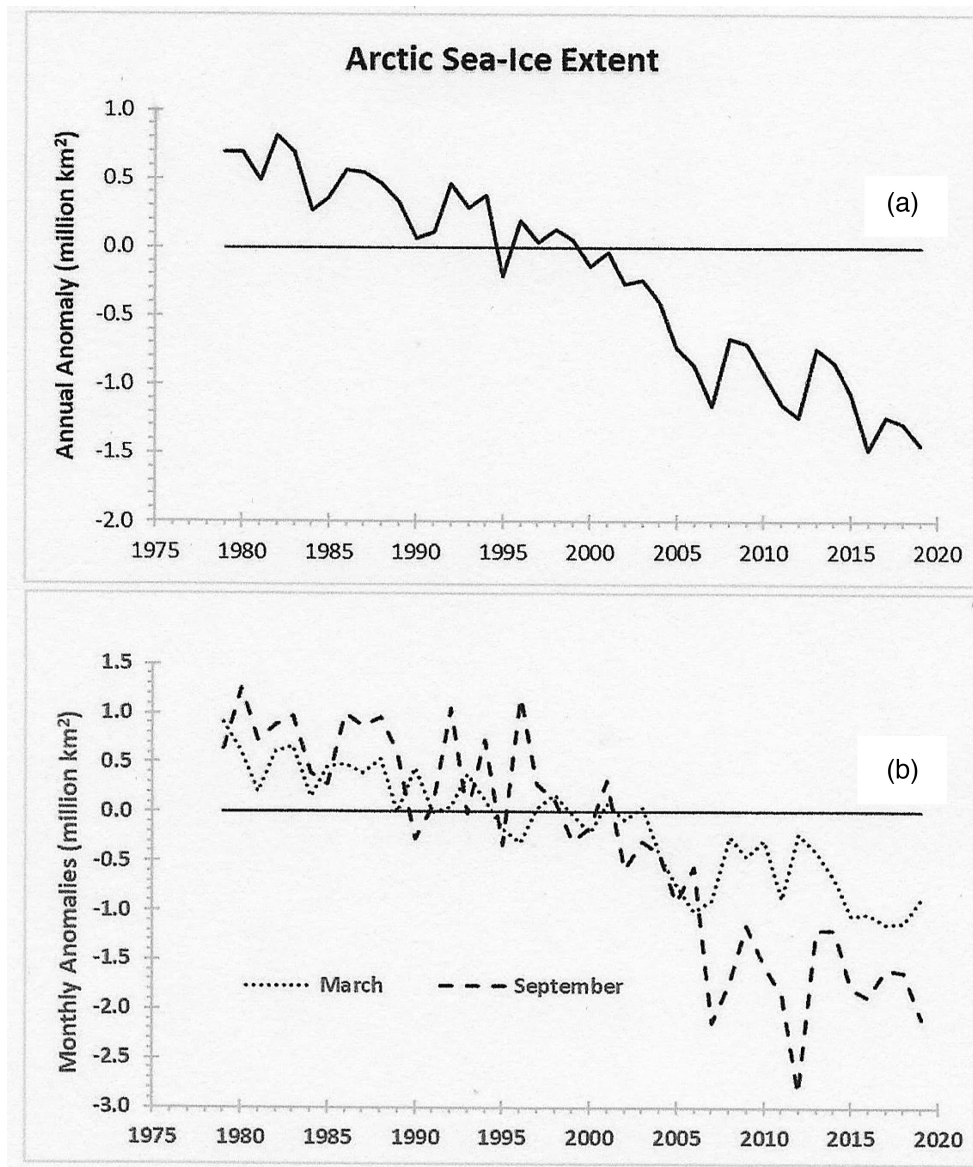 Arctic Sea-Ice Extent
Annual Anomaly (million km²)
1.0
0.5
0.0
-0.5
-1.0
-1.5
-2.0
(a)
1975 1980 1985 1990 1995 2000 2005 2010 2015 2020
Monthly Anomalies (million km²)
1.5
1.0
0.5
0.0
-0.5
-1.0
-1.5
-2.0
-2.5
-3.0
(b)
March September
1975 1980 1985 1990 1995 2000 2005 2010 2015 2020